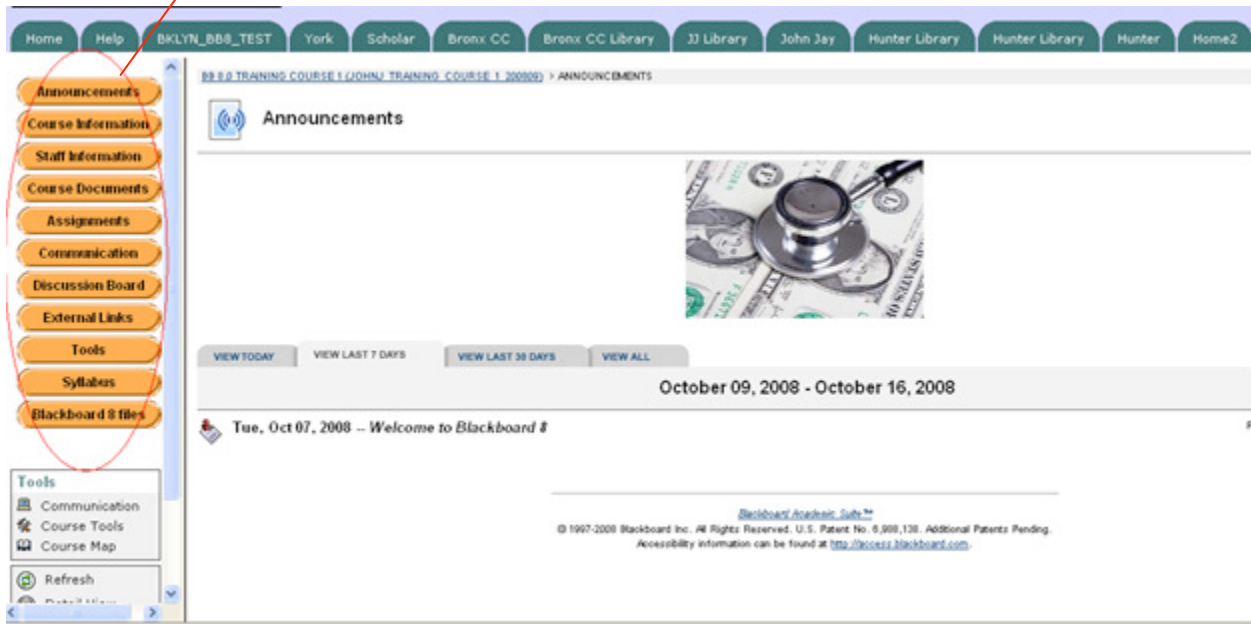 Home Help BKLYN_BB8_TEST York Scholar Bronx CC Bronx CC Library JJ Library John Jay Hunter Library Hunter Library Hunter Home2
BB 8.0 TRAINING COURSE 1 (JOHNJ_TRAINING_COURSE_1_200809) > ANNOUNCEMENTS
Announcements
Announcements
Course Information
Staff Information
Course Documents
Assignments
Communication
Discussion Board
External Links
Tools
Syllabus
Blackboard 8 files
VIEW TODAY VIEW LAST 7 DAYS VIEW LAST 30 DAYS VIEW ALL
October 09, 2008 - October 16, 2008
Tue, Oct 07, 2008 -- Welcome to Blackboard 8
Tools
Communication
Course Tools
Course Map
Refresh
Detail View
Blackboard Academic Suite™
© 1997-2008 Blackboard Inc. All Rights Reserved. U.S. Patent No. 6,988,138. Additional Patents Pending.
Accessibility information can be found at http://access.blackboard.com.